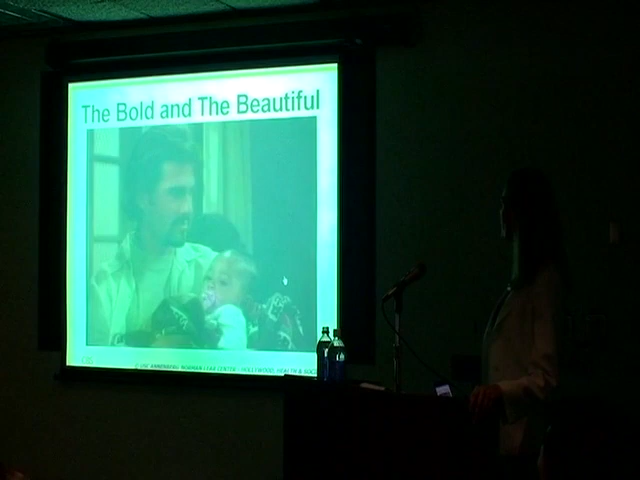 The Bold and The Beautiful
© USC ANNENBERG NORMAN LEAR CENTER • HOLLYWOOD, HEALTH & SOC